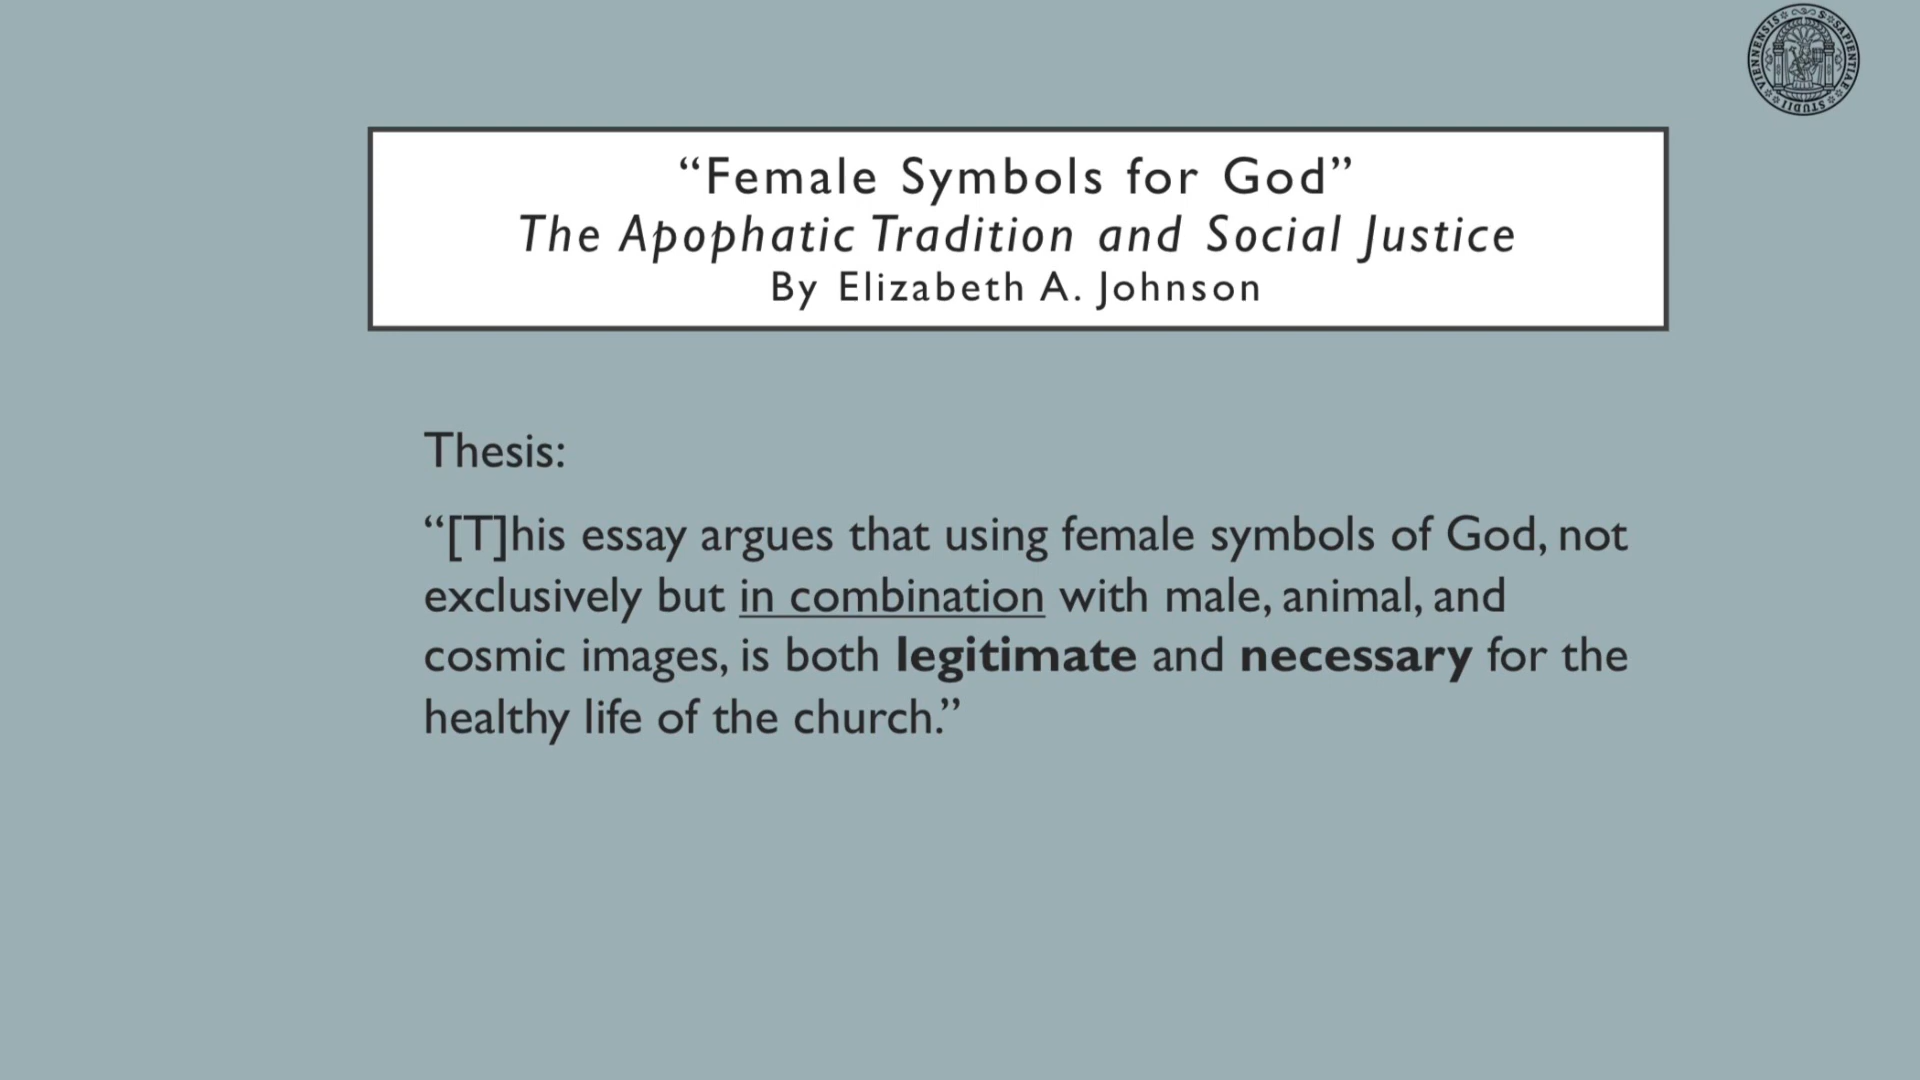 “Female Symbols for God”
The Apophatic Tradition and Social Justice
By Elizabeth A. Johnson
Thesis:
“[T]his essay argues that using female symbols of God, not
exclusively but in combination with male, animal, and
cosmic images, is both legitimate and necessary for the
healthy life of the church.”